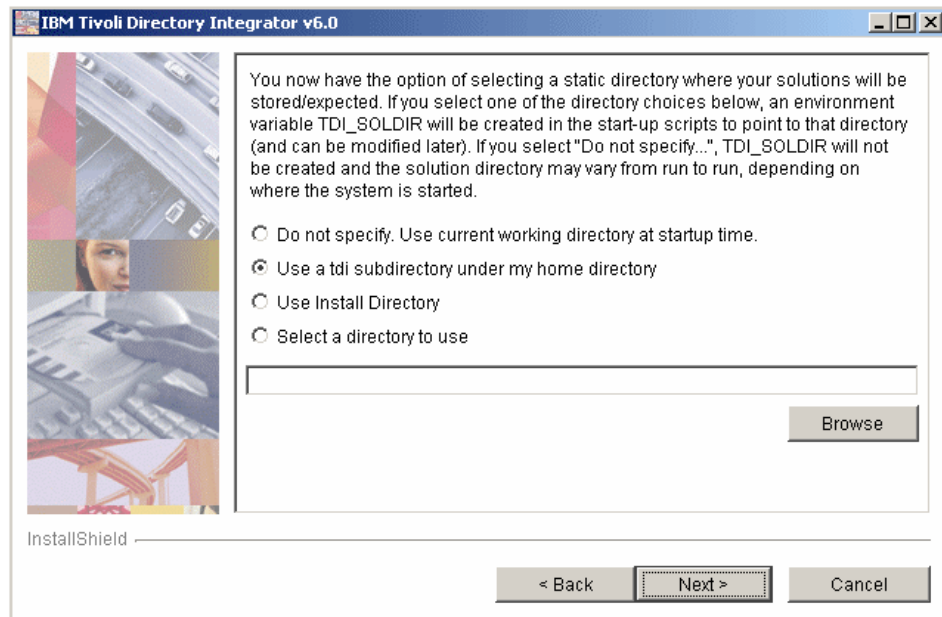 IBM Tivoli Directory Integrator v6.0
You now have the option of selecting a static directory where your solutions will be
stored/expected. If you select one of the directory choices below, an environment
variable TDI_SOLDIR will be created in the start-up scripts to point to that directory
(and can be modified later). If you select "Do not specify...", TDI_SOLDIR will not
be created and the solution directory may vary from run to run, depending on
where the system is started.
Do not specify. Use current working directory at startup time.
Use a tdi subdirectory under my home directory
Use Install Directory
Select a directory to use
Browse
InstallShield
< Back
Next >
Cancel